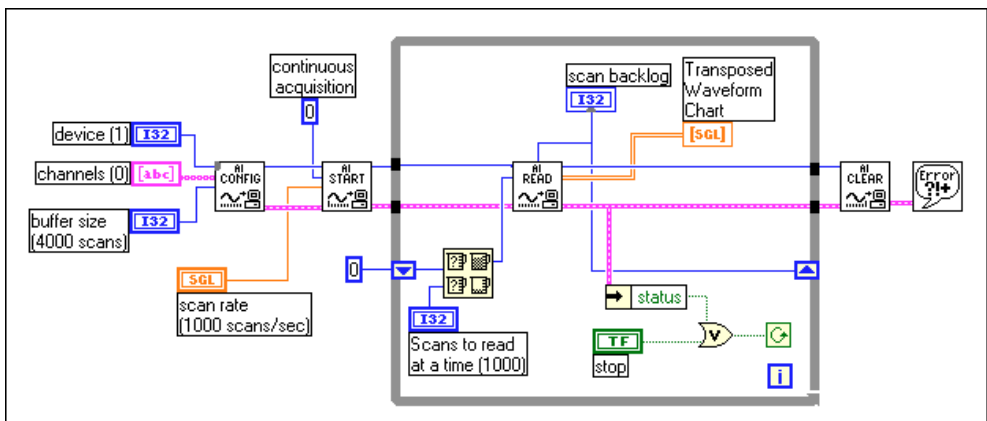 continuous
acquisition
0
device (1)
I32
channels (0)
[abc]
buffer size
(4000 scans)
I32
SGL
scan rate
(1000 scans/sec)
AI
CONFIG
AI
START
scan backlog
I32
Transposed
Waveform
Chart
[SGL]
AI
READ
0
I32
Scans to read
at a time (1000)
status
TF
stop
V
i
AI
CLEAR
Error
?!+